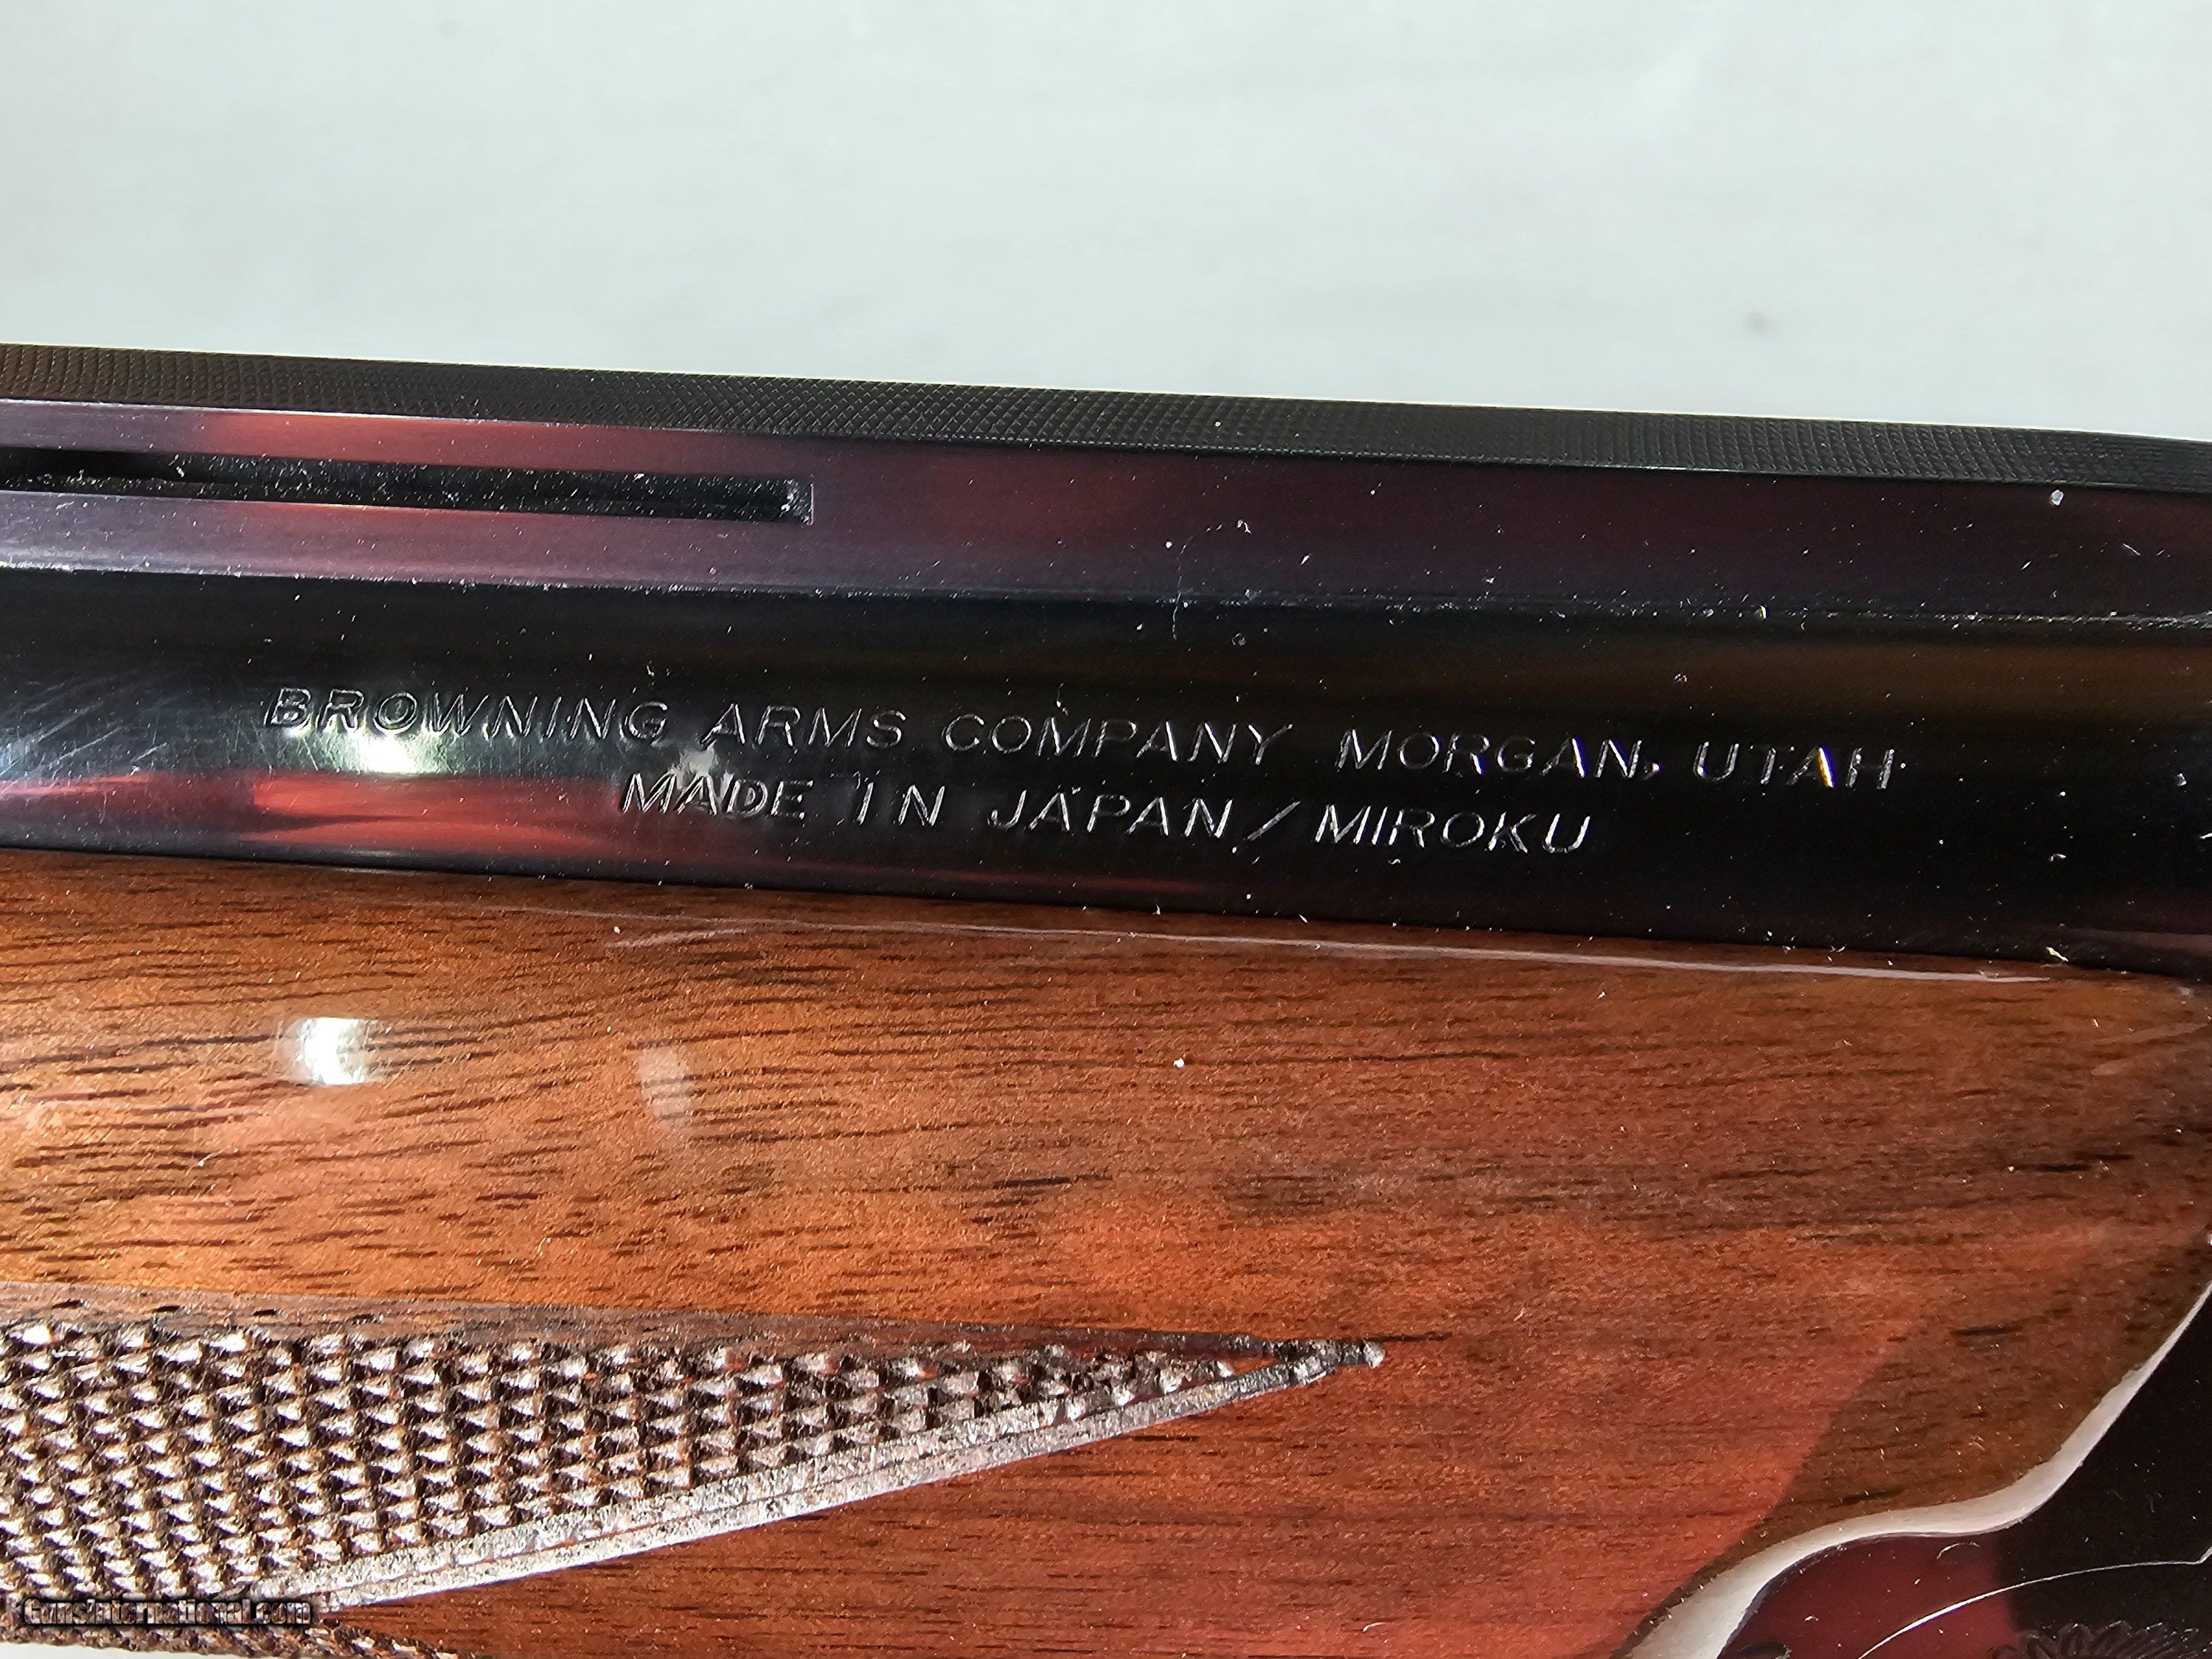 BROWNING ARMS COMPANY MORGAN, UTAH
MADE IN JAPAN/MIROKU
GunsInternational.com